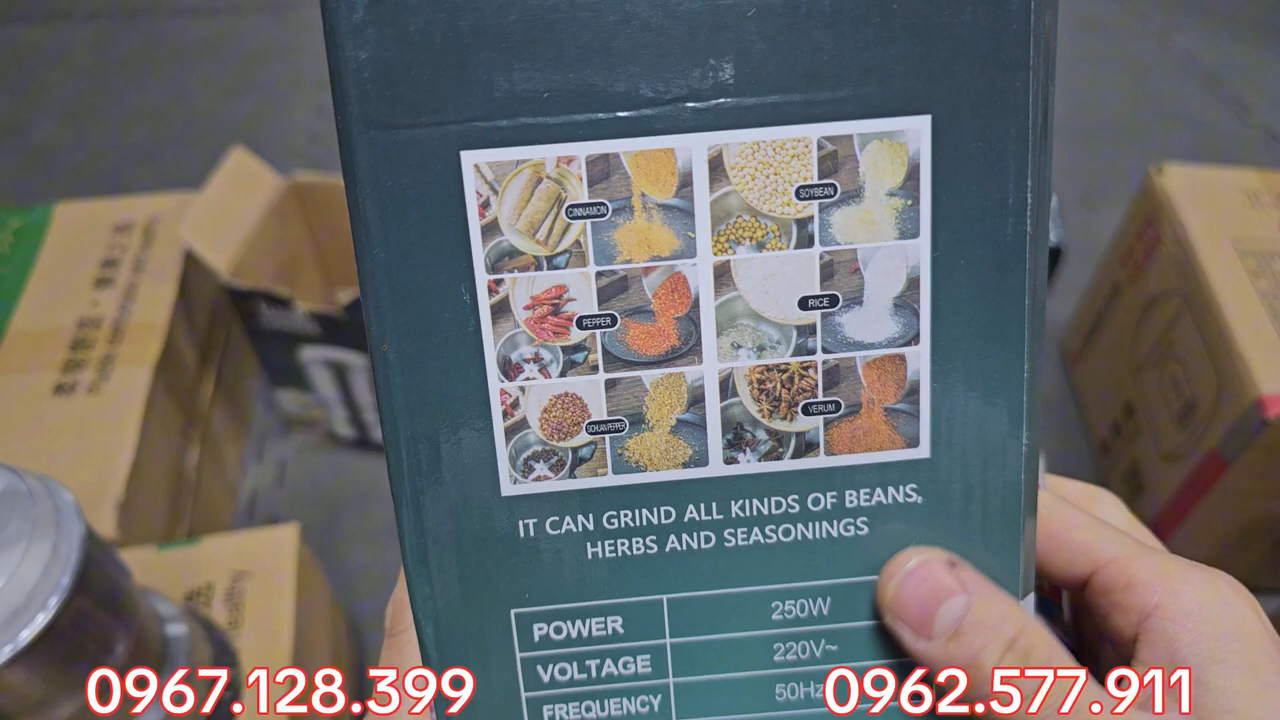 CINNAMON
SOYBEAN
PEPPER
RICE
SICHUAN PEPPER
VERUM
IT CAN GRIND ALL KINDS OF BEANS,
HERBS AND SEASONINGS
POWER 250W
VOLTAGE 220V~
FREQUENCY 50Hz
0967.128.399
0962.577.911